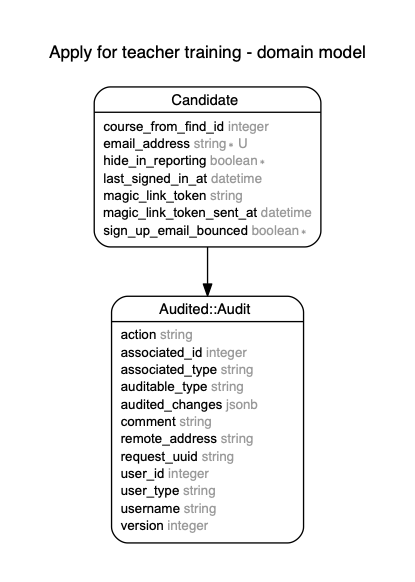 Apply for teacher training - domain model
Candidate
course_from_find_id integer
email_address string ∗ U
hide_in_reporting boolean ∗
last_signed_in_at datetime
magic_link_token string
magic_link_token_sent_at datetime
sign_up_email_bounced boolean ∗
Audited::Audit
action string
associated_id integer
associated_type string
auditable_type string
audited_changes jsonb
comment string
remote_address string
request_uuid string
user_id integer
user_type string
username string
version integer